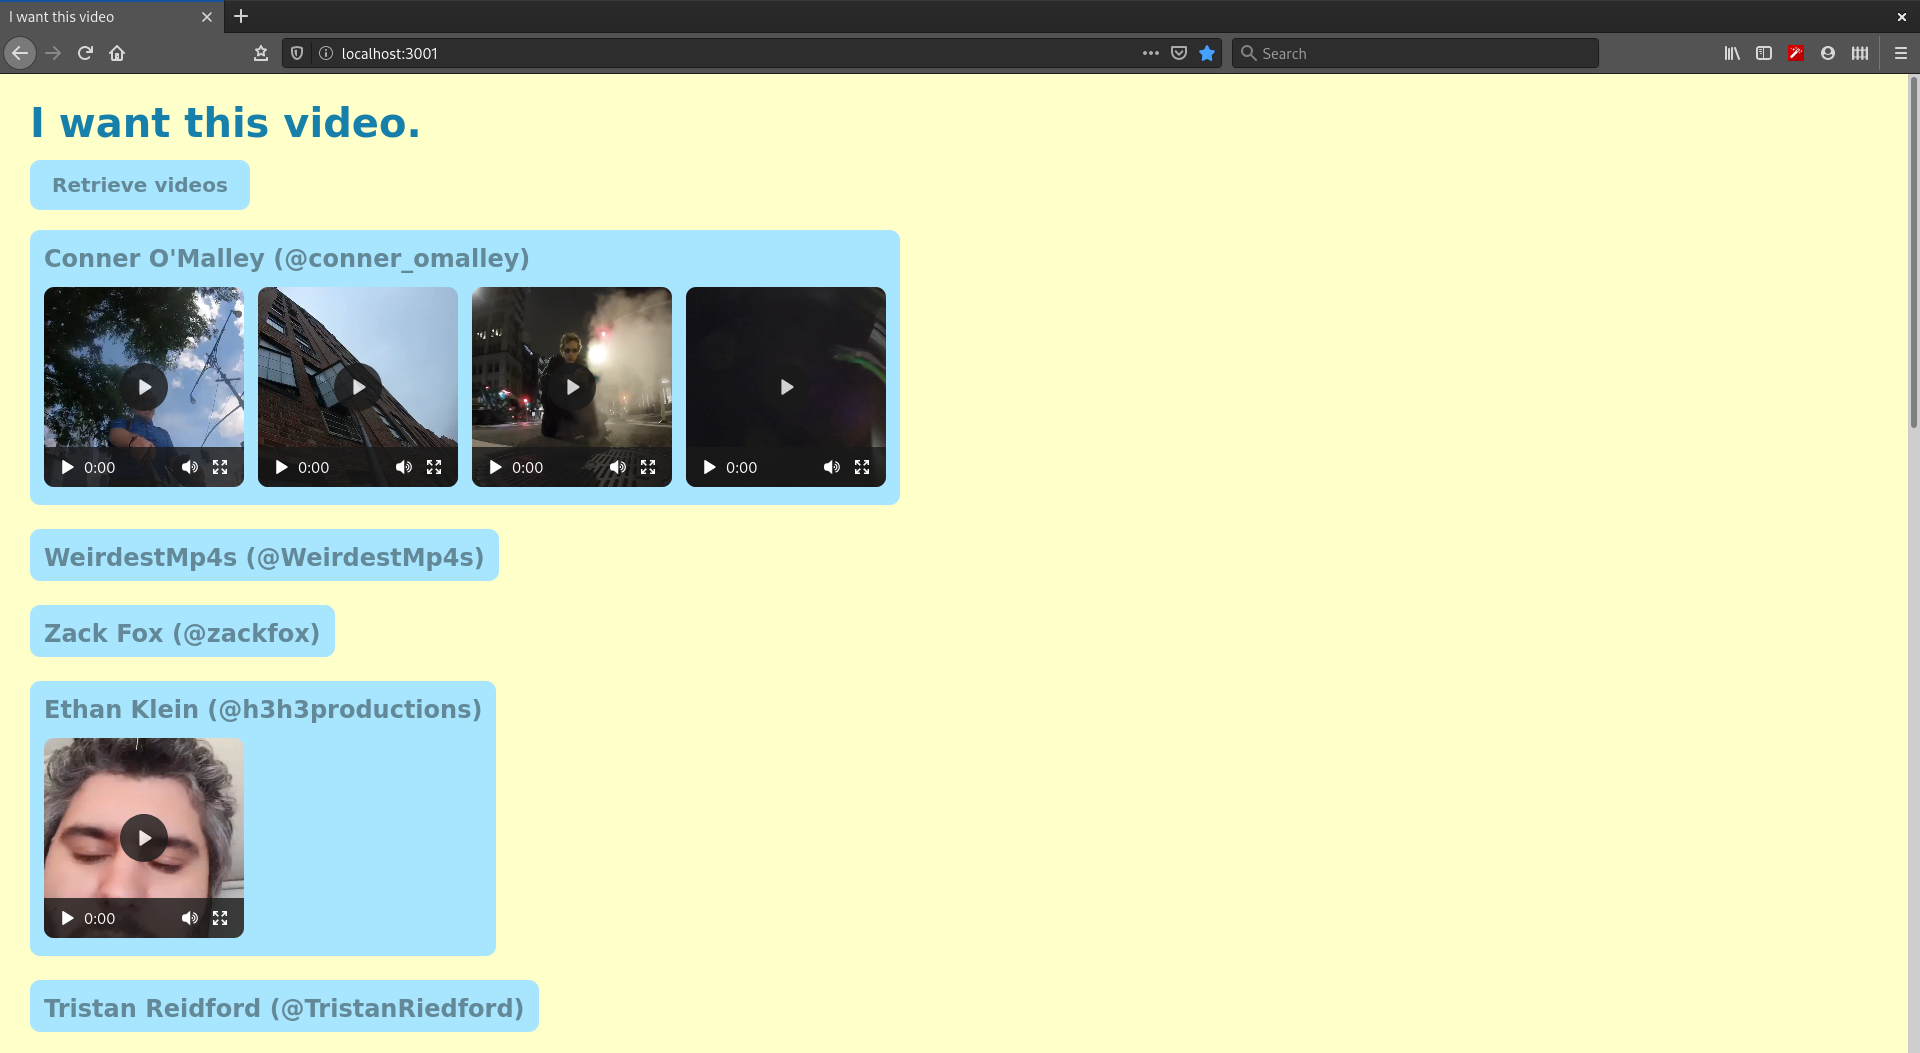 I want this video
localhost:3001
Search
I want this video.
Retrieve videos
Conner O'Malley (@conner_omalley)
0:00 0:00 0:00 0:00
WeirdestMp4s (@WeirdestMp4s)
Zack Fox (@zackfox)
Ethan Klein (@h3h3productions)
0:00
Tristan Reidford (@TristanRiedford)